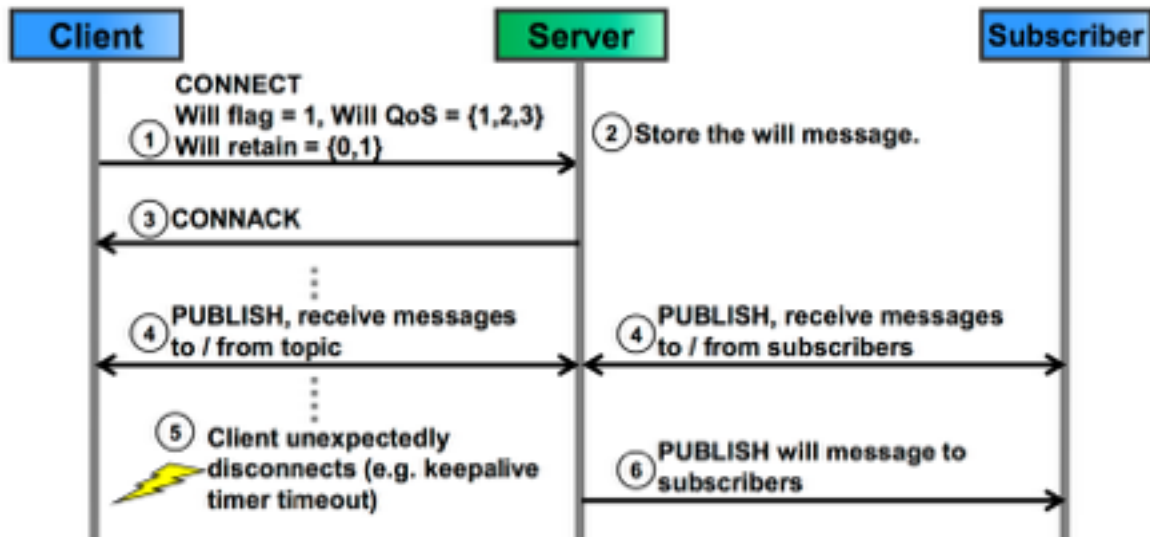 Client
Server
Subscriber
CONNECT
Will flag = 1, Will QoS = {1,2,3}
1
Will retain = {0,1}
2 Store the will message.
3 CONNACK
4 PUBLISH, receive messages
to / from topic
4 PUBLISH, receive messages
to / from subscribers
5 Client unexpectedly
disconnects (e.g. keepalive
timer timeout)
6 PUBLISH will message to
subscribers